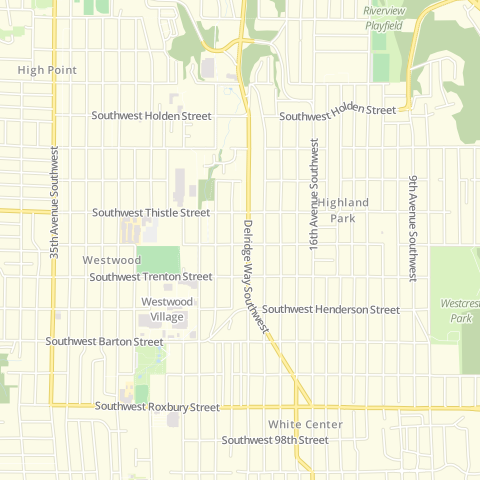 Riverview
Playfield
High Point
Southwest Holden Street
Southwest Holden Street
35th Avenue Southwest
16th Avenue Southwest
9th Avenue Southwest
Highland
Park
Southwest Thistle Street
Delridge Way Southwest
Westwood
Southwest Trenton Street
Westwood
Village
Southwest Henderson Street
Westcrest
Park
Southwest Barton Street
Southwest Roxbury Street
White Center
Southwest 98th Street